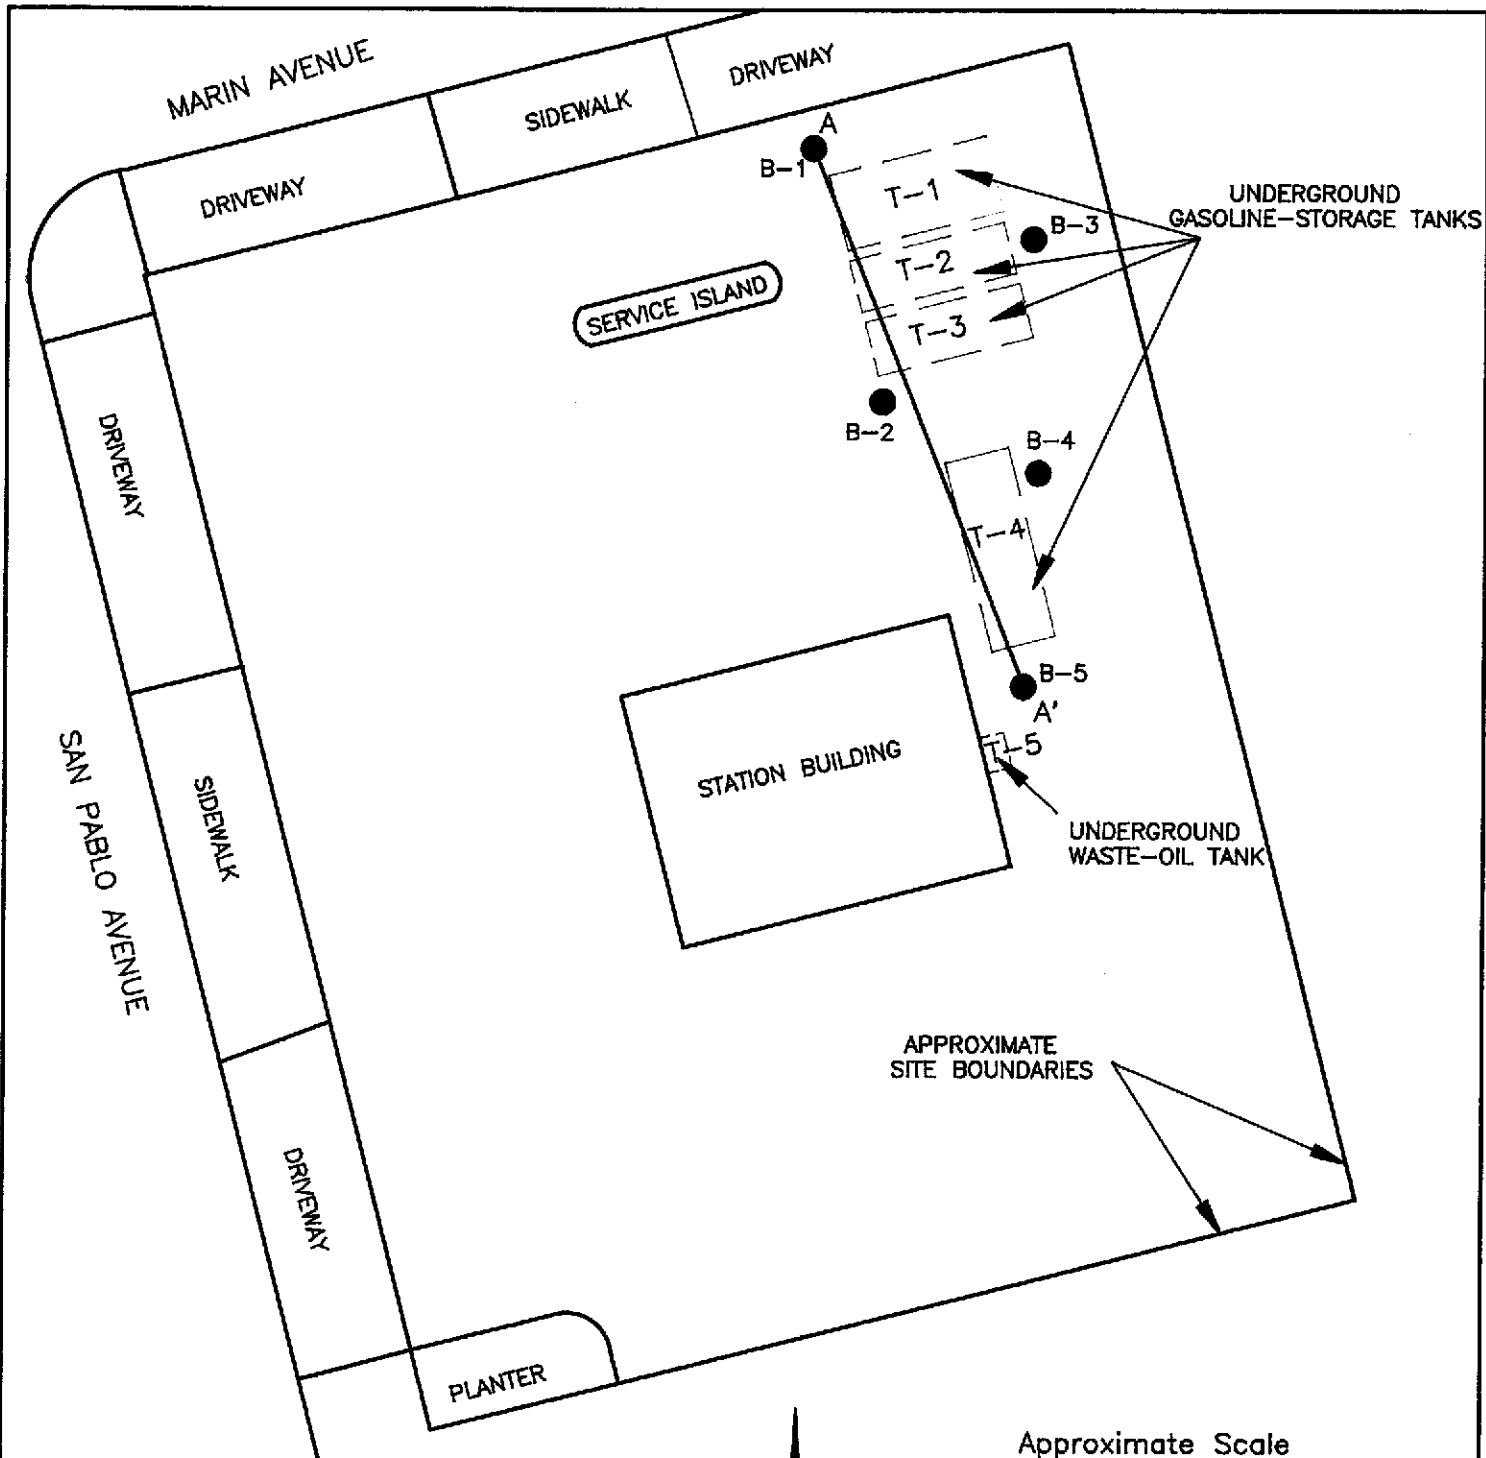 MARIN AVENUE
DRIVEWAY
SIDEWALK
DRIVEWAY
A
B-1
T-1
UNDERGROUND
GASOLINE-STORAGE TANKS
B-3
T-2
SERVICE ISLAND
T-3
B-2
B-4
DRIVEWAY
T-4
B-5
A'
T-5
STATION BUILDING
SAN PABLO AVENUE
SIDEWALK
UNDERGROUND
WASTE-OIL TANK
APPROXIMATE
SITE BOUNDARIES
DRIVEWAY
PLANTER
Approximate Scale